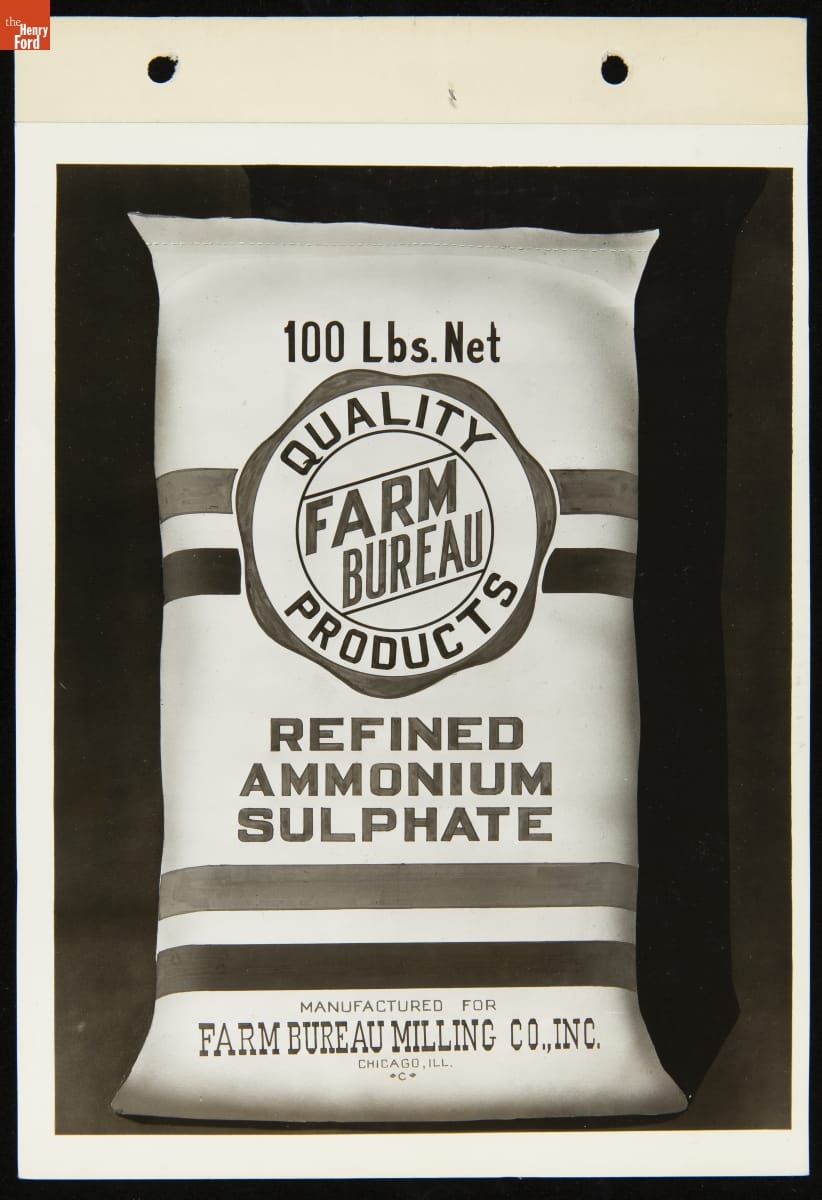 the
Henry
Ford
100 Lbs. Net
QUALITY
FARM
BUREAU
PRODUCTS
REFINED
AMMONIUM
SULPHATE
MANUFACTURED FOR
FARM BUREAU MILLING CO., INC.
CHICAGO, ILL.
C